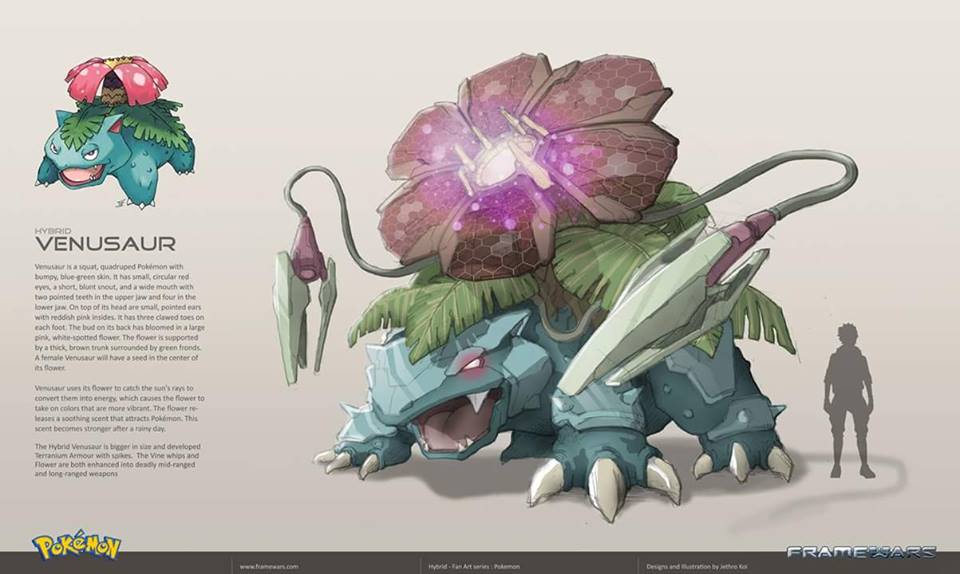 HYBRID
VENUSAUR
Venusaur is a squat, quadruped Pokémon with
bumpy, blue-green skin. It has small, circular red
eyes, a short, blunt snout, and a wide mouth with
two pointed teeth in the upper jaw and four in the
lower jaw. On top of its head are small, pointed ears
with reddish pink insides. It has three clawed toes on
each foot. The bud on its back has bloomed in a large
pink, white-spotted flower. The flower is supported
by a thick, brown trunk surrounded by green fronds.
A female Venusaur will have a seed in the center of
its flower.
Venusaur uses its flower to catch the sun's rays to
convert them into energy, which causes the flower to
take on colors that are more vibrant. The flower re-
leases a soothing scent that attracts Pokémon. This
scent becomes stronger after a rainy day.
The Hybrid Venusaur is bigger in size and developed
Terranium Armour with spikes. The Vine whips and
Flower are both enhanced into deadly mid-ranged
and long-ranged weapons
POKéMON
FRAMEWARS
www.framewars.com
Hybrid - Fan Art series : Pokemon
Designs and Illustration by Jethro Koi